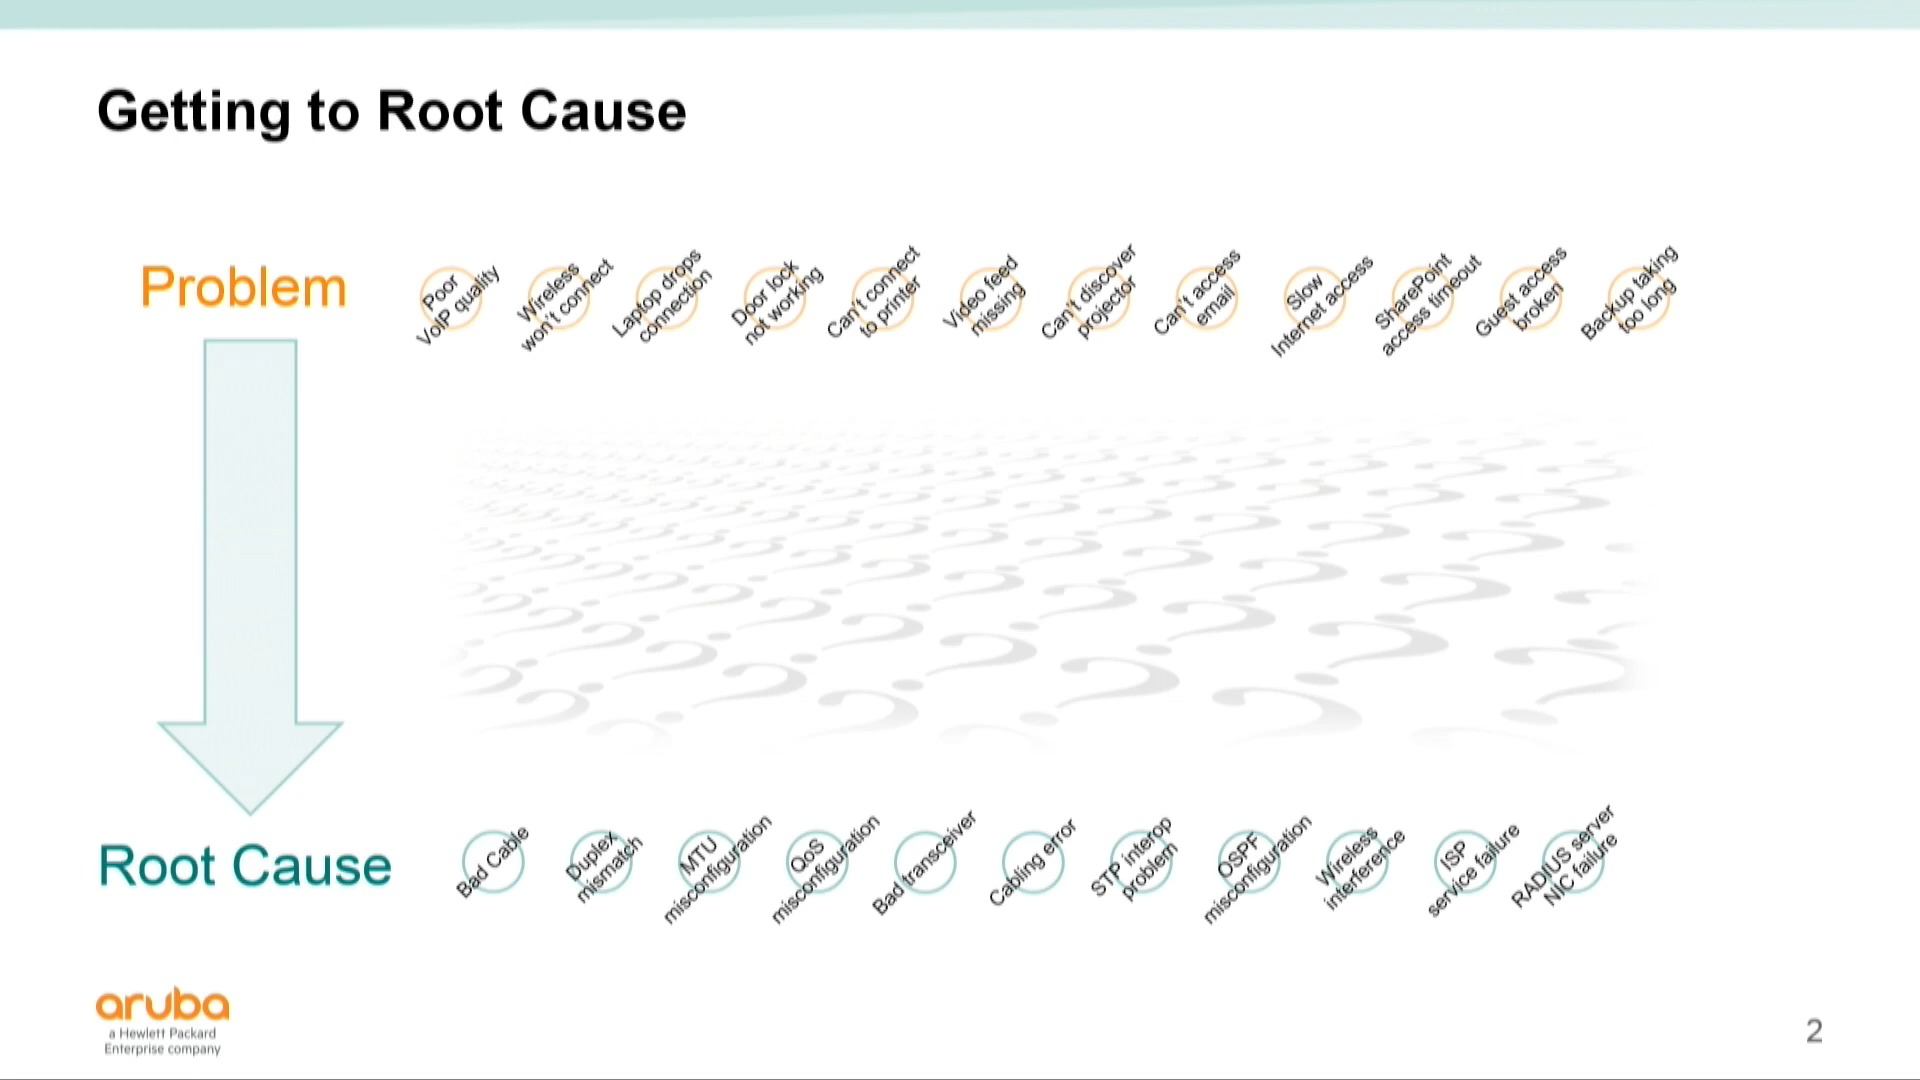 Getting to Root Cause
Problem
Poor
VoIP quality
Wireless
won't connect
Laptop drops
connection
Door lock
not working
Can't connect
to printer
Video feed
missing
Can't discover
projector
Can't access
email
Slow
Internet access
SharePoint
access timeout
Guest access
broken
Backup taking
too long
Root Cause
Bad Cable
Duplex
mismatch
MTU
misconfiguration
QoS
misconfiguration
Bad transceiver
Cabling error
STP interop
problem
OSPF
misconfiguration
Wireless
interference
ISP
service failure
RADIUS server
NIC failure
aruba
a Hewlett Packard
Enterprise company
2